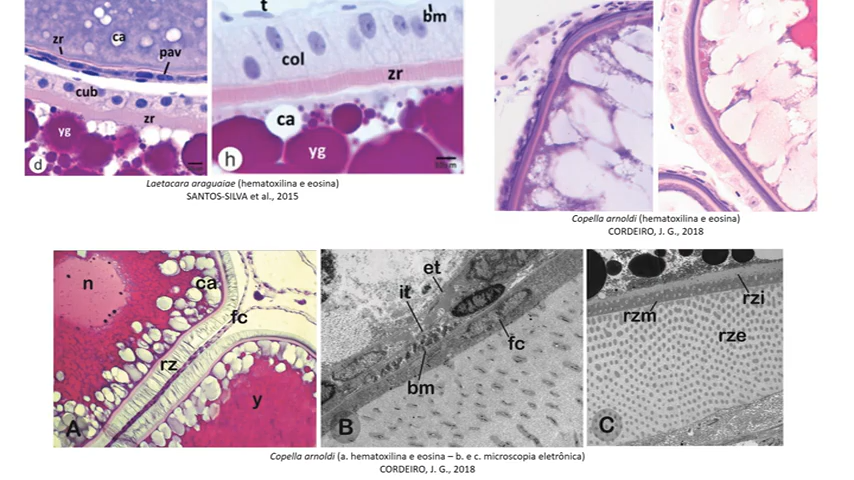 zr
ca
pav
cub
zr
yg
d
t
bm
col
zr
ca
yg
h
Laetacara araguaiae (hematoxilina e eosina)
SANTOS-SILVA et al., 2015
Copella arnoldi (hematoxilina e eosina)
CORDEIRO, J. G., 2018
n
ca
fc
rz
y
A
et
it
fc
bm
B
rzi
rzm
rze
C
Copella arnoldi (a. hematoxilina e eosina – b. e c. microscopia eletrônica)
CORDEIRO, J. G., 2018